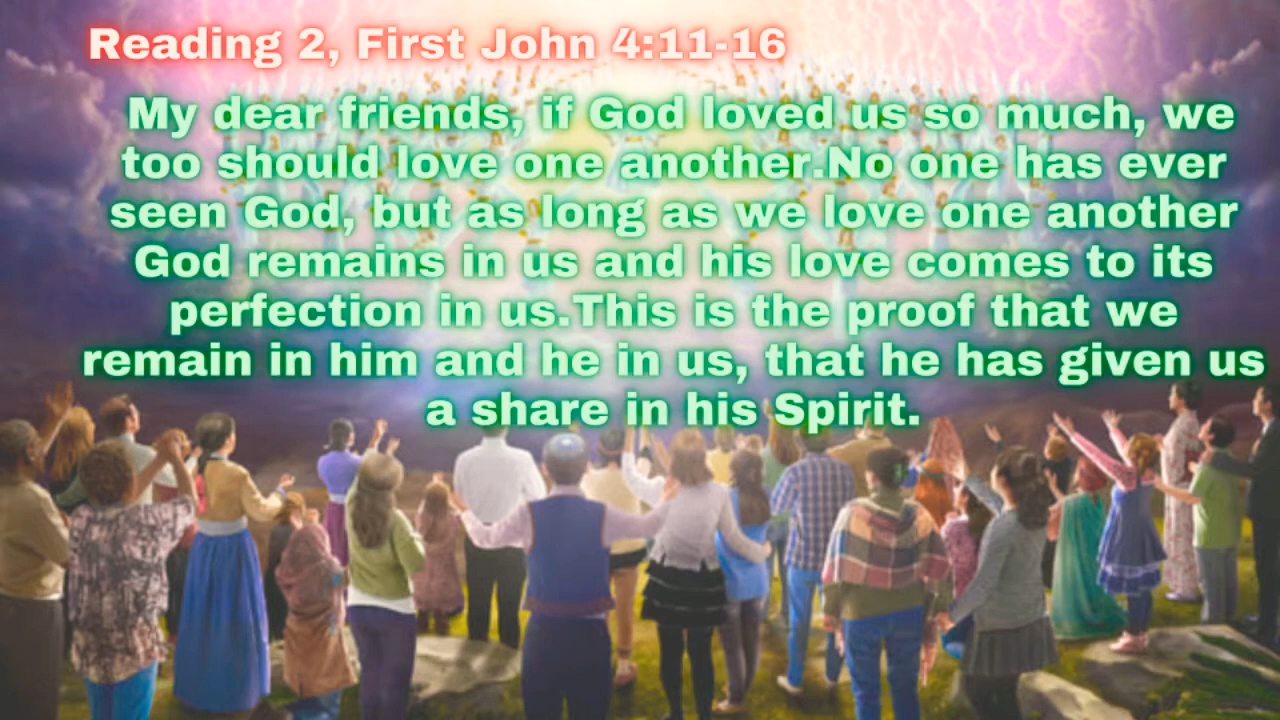 Reading 2, First John 4:11-16
My dear friends, if God loved us so much, we
too should love one another.No one has ever
seen God, but as long as we love one another
God remains in us and his love comes to its
perfection in us.This is the proof that we
remain in him and he in us, that he has given us
a share in his Spirit.